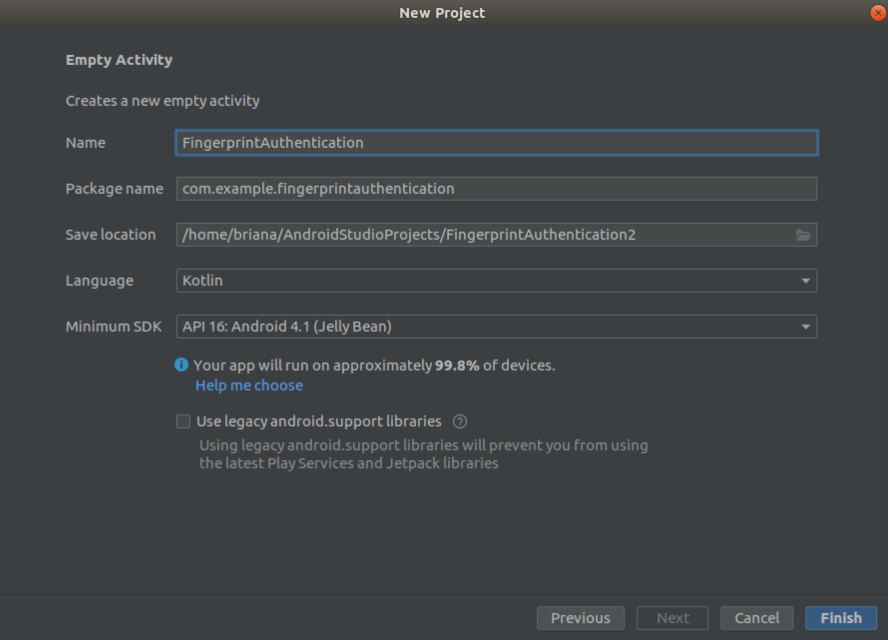 New Project
Empty Activity
Creates a new empty activity
Name FingerprintAuthentication
Package name com.example.fingerprintauthentication
Save location /home/briana/AndroidStudioProjects/FingerprintAuthentication2
Language Kotlin
Minimum SDK API 16: Android 4.1 (Jelly Bean)
Your app will run on approximately 99.8% of devices.
Help me choose
Use legacy android.support libraries ?
Using legacy android.support libraries will prevent you from using
the latest Play Services and Jetpack libraries
Previous Next Cancel Finish